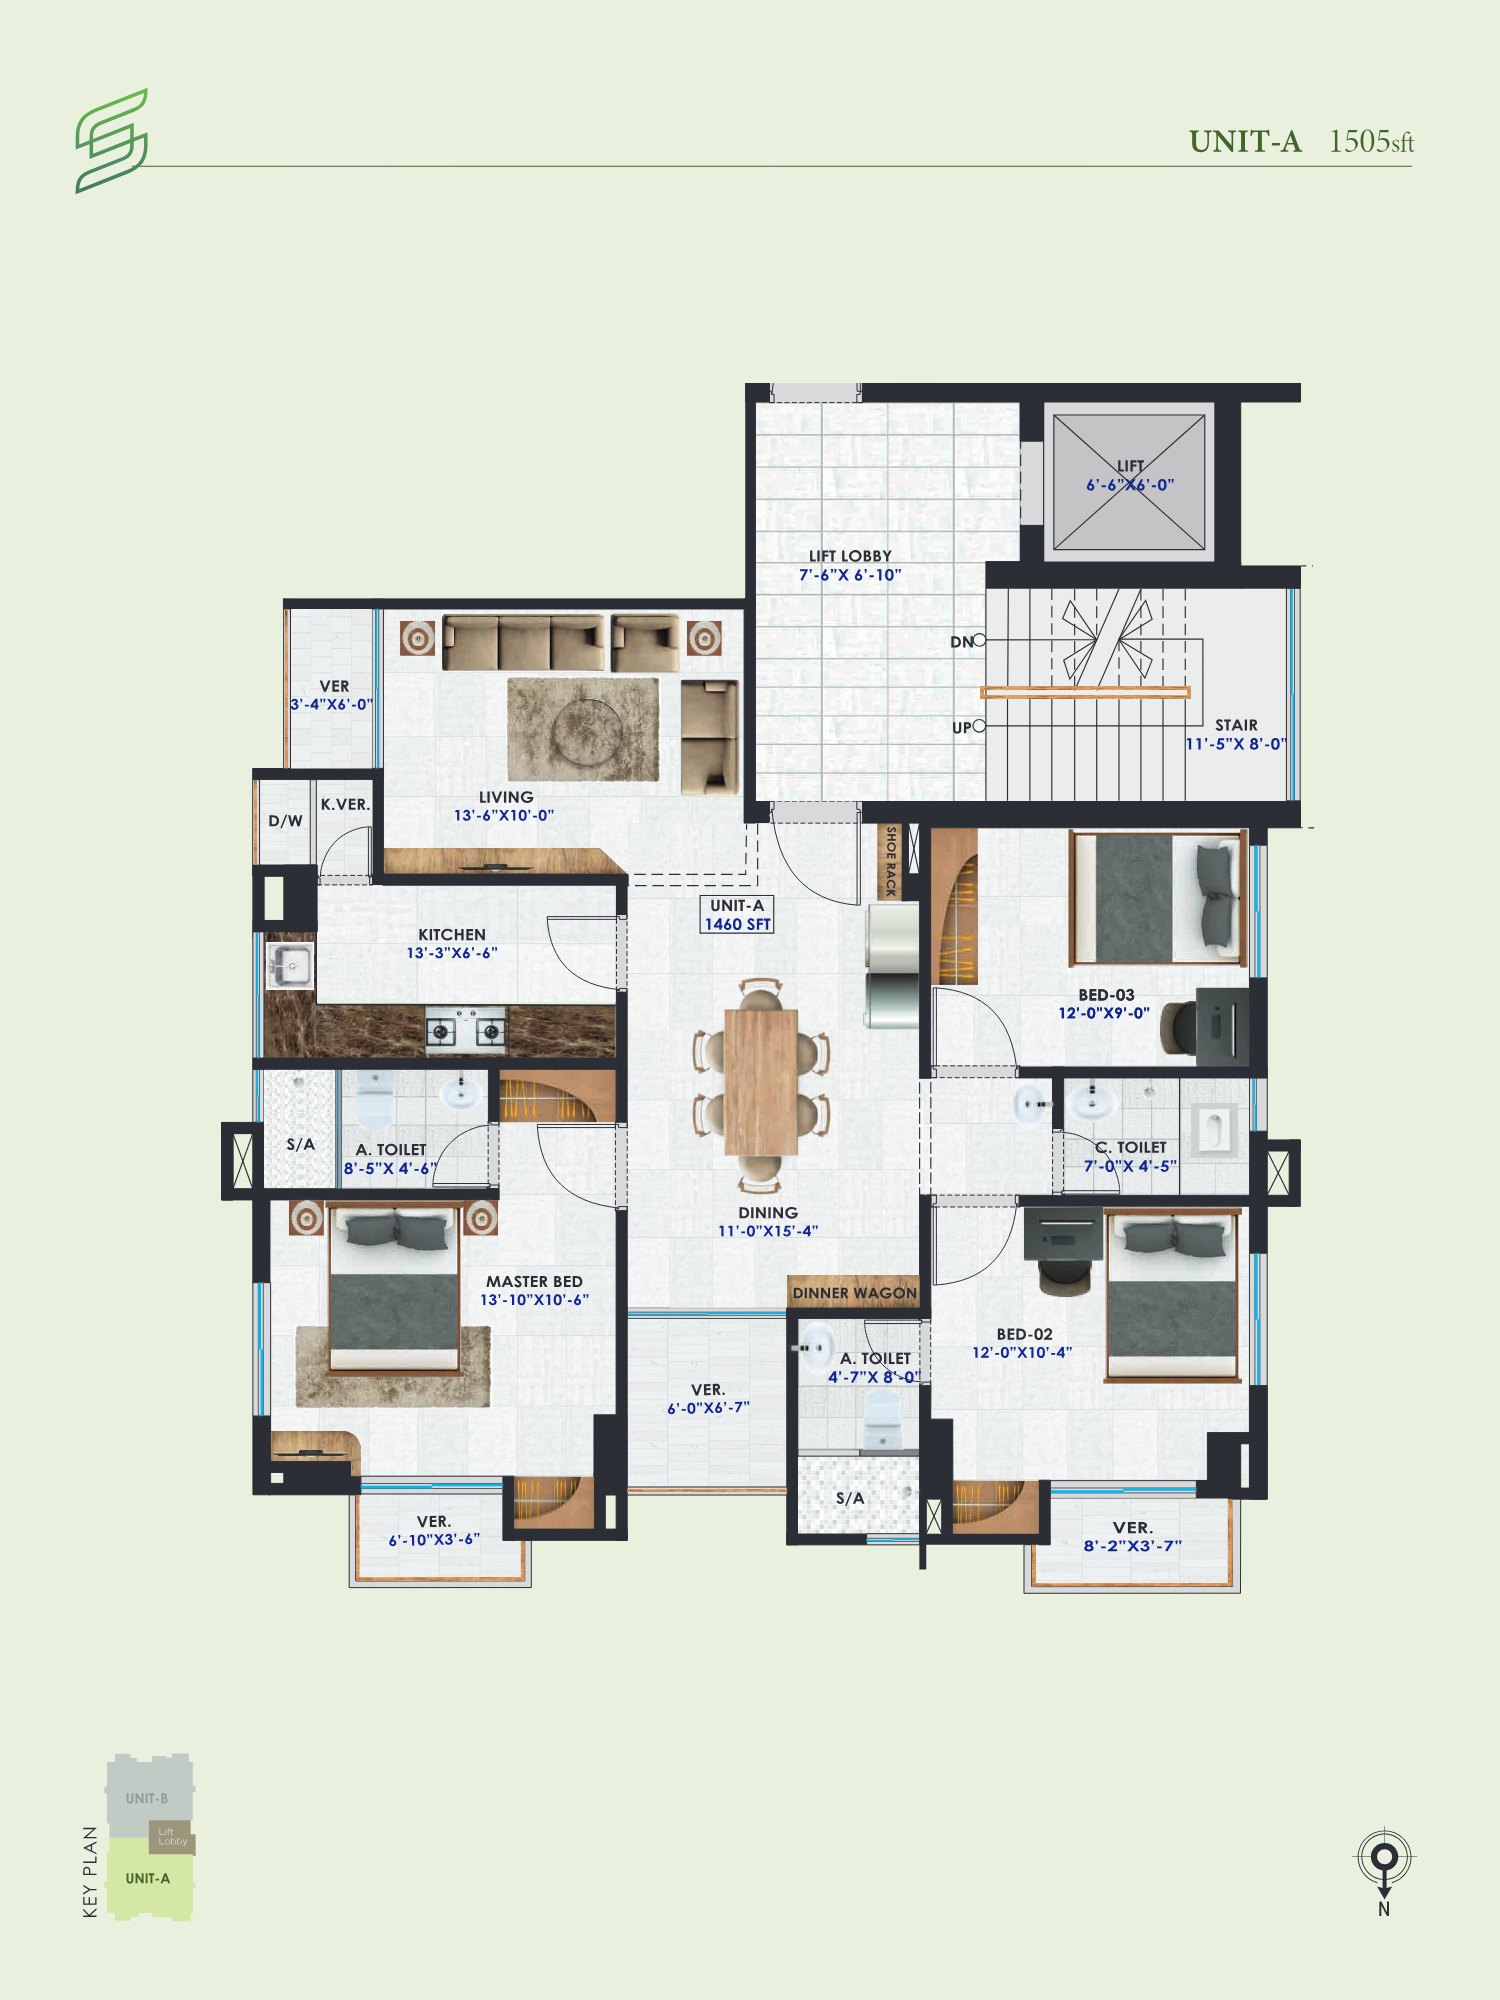 UNIT-A 1505sft
LIFT
6'-6"X6'-0"
LIFT LOBBY
7'-6"X 6'-10"
DN
UP
STAIR
11'-5"X 8'-0"
VER
3'-4"X6'-0"
LIVING
13'-6"X10'-0"
D/W
K.VER.
SHOE RACK
UNIT-A
1460 SFT
KITCHEN
13'-3"X6'-6"
BED-03
12'-0"X9'-0"
S/A
A. TOILET
8'-5"X 4'-6"
C. TOILET
7'-0"X 4'-5"
DINING
11'-0"X15'-4"
MASTER BED
13'-10"X10'-6"
DINNER WAGON
BED-02
12'-0"X10'-4"
A. TOILET
4'-7"X 8'-0"
VER.
6'-0"X6'-7"
S/A
VER.
6'-10"X3'-6"
VER.
8'-2"X3'-7"
KEY PLAN
UNIT-B
Lift
Lobby
UNIT-A
N